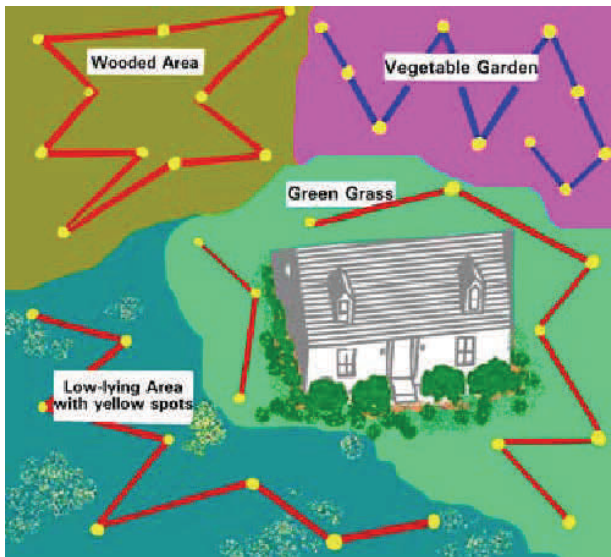 Wooded Area
Vegetable Garden
Green Grass
Low-lying Area
with yellow spots